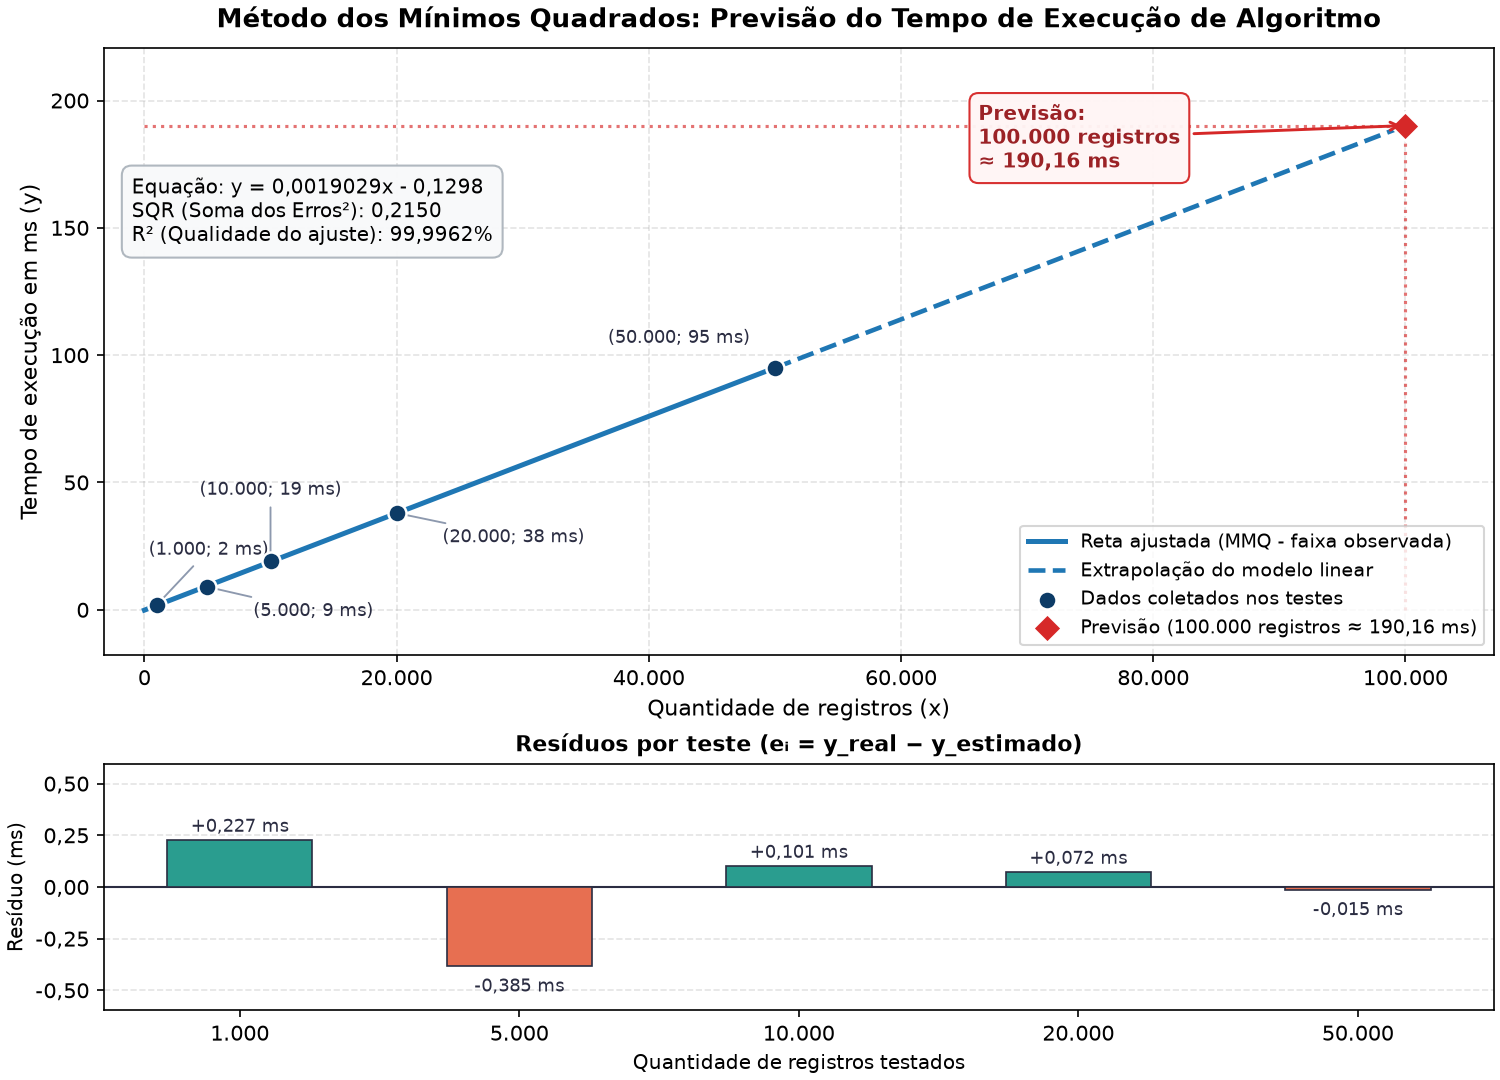 Método dos Mínimos Quadrados: Previsão do Tempo de Execução de Algoritmo
Tempo de execução em ms (y)
200
150
100
50
0
Previsão:
100.000 registros
≈ 190,16 ms
Equação: y = 0,0019029x - 0,1298
SQR (Soma dos Erros²): 0,2150
R² (Qualidade do ajuste): 99,9962%
(50.000; 95 ms)
(10.000; 19 ms)
(1.000; 2 ms)
(20.000; 38 ms)
(5.000; 9 ms)
Reta ajustada (MMQ - faixa observada)
Extrapolação do modelo linear
Dados coletados nos testes
Previsão (100.000 registros ≈ 190,16 ms)
0
20.000
40.000
60.000
80.000
100.000
Quantidade de registros (x)
Resíduos por teste (eᵢ = y_real − y_estimado)
Resíduo (ms)
0,50
0,25
0,00
-0,25
-0,50
+0,227 ms
-0,385 ms
+0,101 ms
+0,072 ms
-0,015 ms
1.000
5.000
10.000
20.000
50.000
Quantidade de registros testados